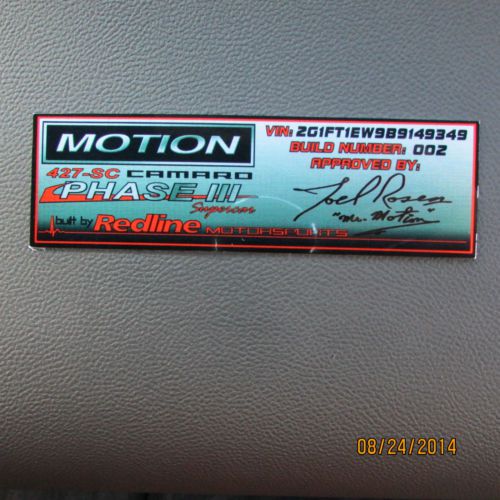 MOTION
427-SC CAMARO
PHASE III
Supercar
built by Redline MOTORSPORTS
VIN: 2G1FT1EW9B9149349
BUILD NUMBER: 002
APPROVED BY:
Joel Rosen
"Mr. Motion"
08/24/2014